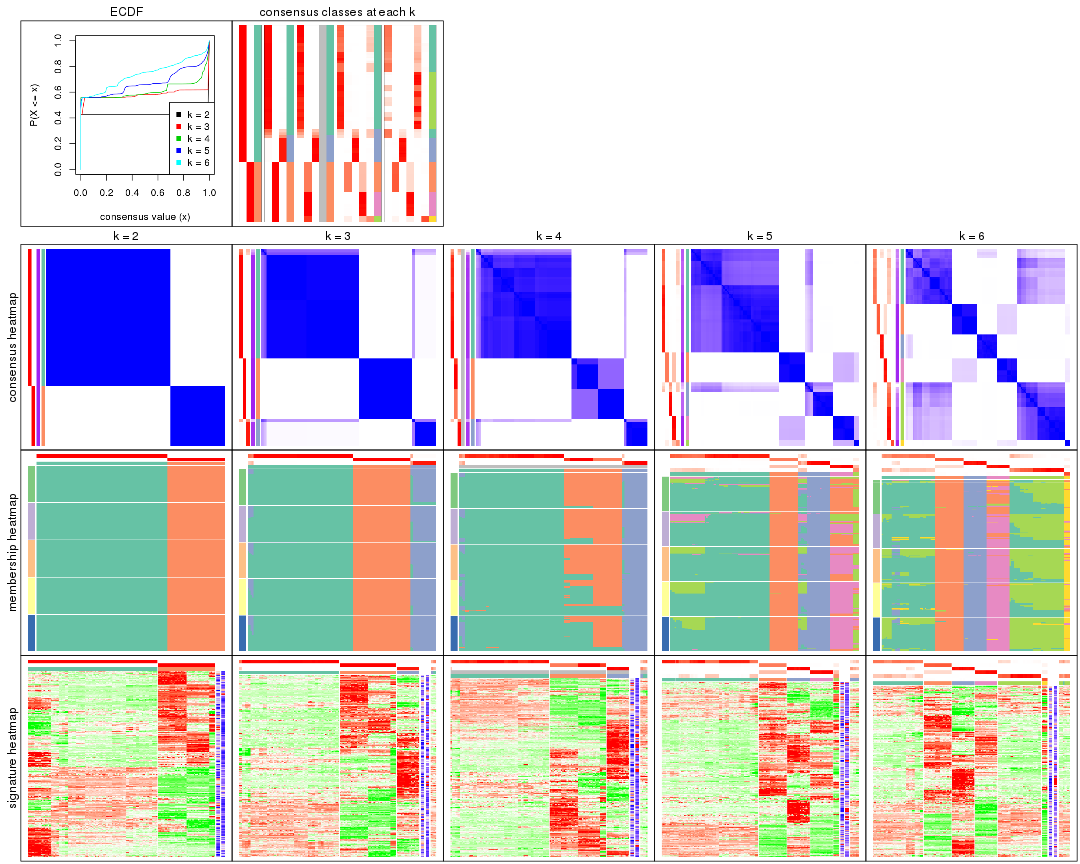 ECDF
consensus classes at each k
P(X <= x)
0.0 0.2 0.4 0.6 0.8 1.0
k = 2
k = 3
k = 4
k = 5
k = 6
0.0 0.2 0.4 0.6 0.8 1.0
consensus value (x)
k = 2
k = 3
k = 4
k = 5
k = 6
consensus heatmap
membership heatmap
signature heatmap